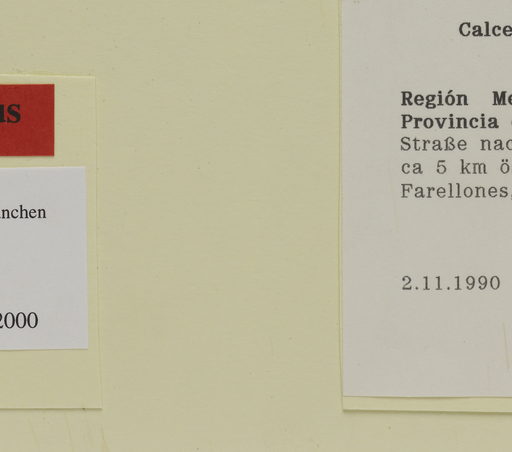 us
nchen
2000
Calce
Región Me
Provincia
Straße nac
ca 5 km ö
Farellones,
2.11.1990